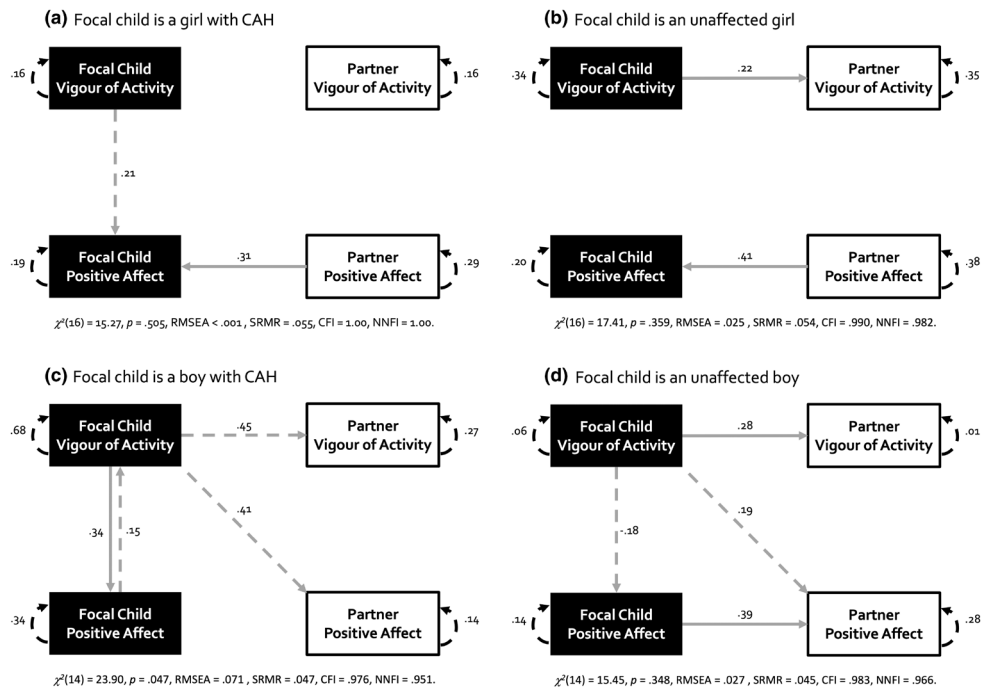 (a) Focal child is a girl with CAH
.16
Focal Child
Vigour of Activity
Partner
Vigour of Activity
.16
.21
.19
Focal Child
Positive Affect
.31
Partner
Positive Affect
.29
χ²(16) = 15.27, p = .505, RMSEA < .001 , SRMR = .055, CFI = 1.00, NNFI = 1.00.
(b) Focal child is an unaffected girl
.34
Focal Child
Vigour of Activity
.22
Partner
Vigour of Activity
.35
.20
Focal Child
Positive Affect
.41
Partner
Positive Affect
.38
χ²(16) = 17.41, p = .359, RMSEA = .025 , SRMR = .054, CFI = .990, NNFI = .982.
(c) Focal child is a boy with CAH
.68
Focal Child
Vigour of Activity
.45
Partner
Vigour of Activity
.27
.34
.15
.41
.34
Focal Child
Positive Affect
Partner
Positive Affect
.14
χ²(14) = 23.90, p = .047, RMSEA = .071 , SRMR = .047, CFI = .976, NNFI = .951.
(d) Focal child is an unaffected boy
.06
Focal Child
Vigour of Activity
.28
Partner
Vigour of Activity
.01
-.18
.19
.14
Focal Child
Positive Affect
.39
Partner
Positive Affect
.28
χ²(14) = 15.45, p = .348, RMSEA = .027 , SRMR = .045, CFI = .983, NNFI = .966.